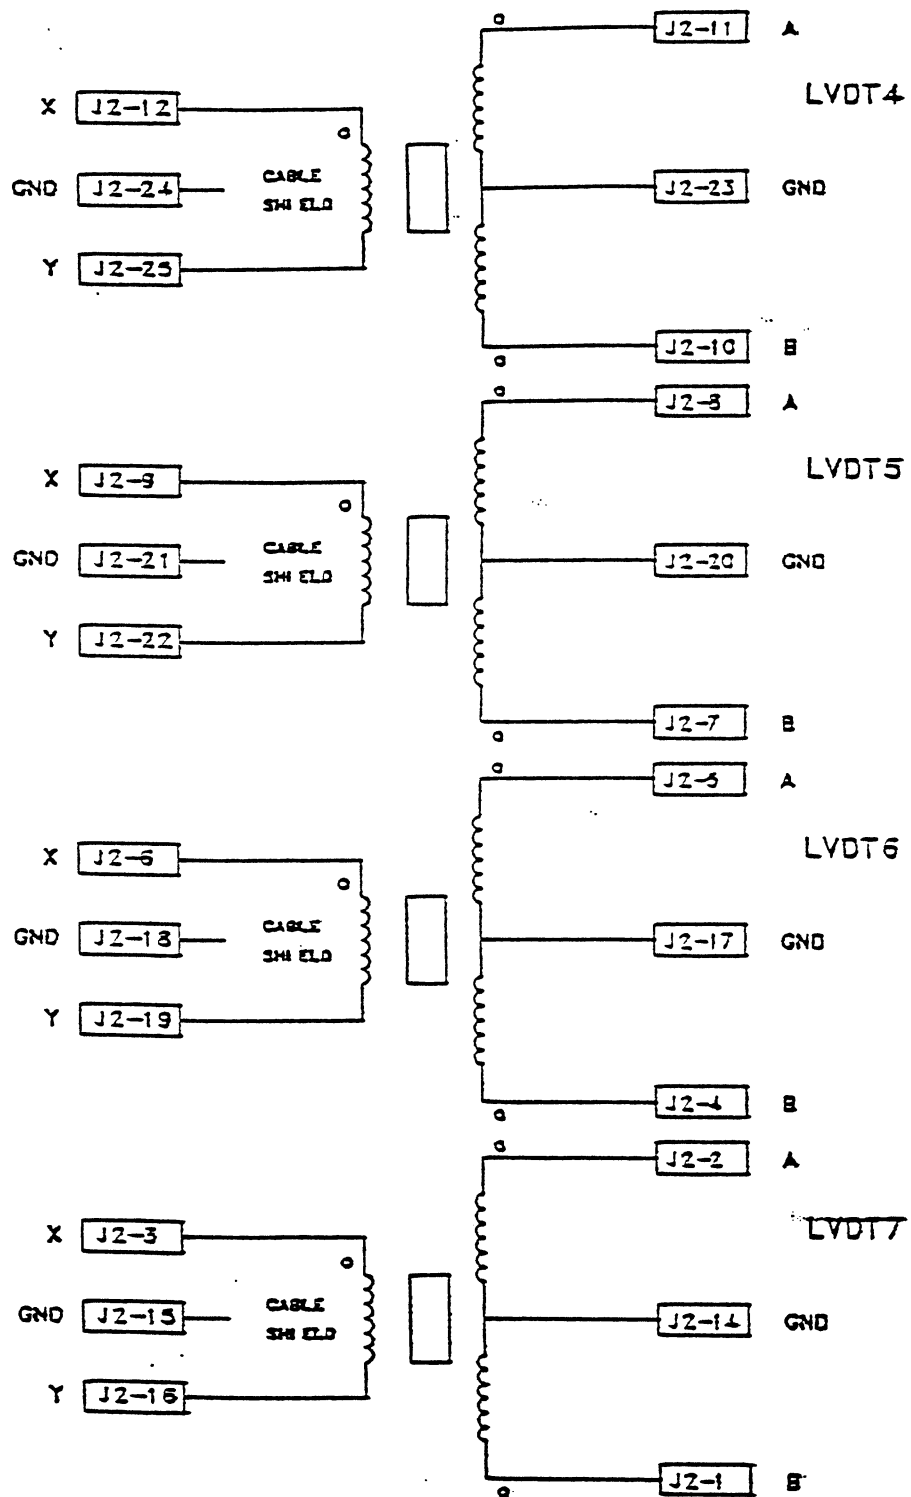 J2-11 A
LVDT4
X J2-12
CABLE
GND J2-24 J2-23 GND
SHIELD
Y J2-25
J2-10 B
J2-8 A
LVDT5
X J2-9
CABLE
GND J2-21 J2-20 GND
SHIELD
Y J2-22
J2-7 B
J2-5 A
LVDT6
X J2-6
CABLE
GND J2-18 J2-17 GND
SHIELD
Y J2-19
J2-4 B
J2-2 A
LVDT7
X J2-3
CABLE
GND J2-15 J2-14 GND
SHIELD
Y J2-16
J2-1 B